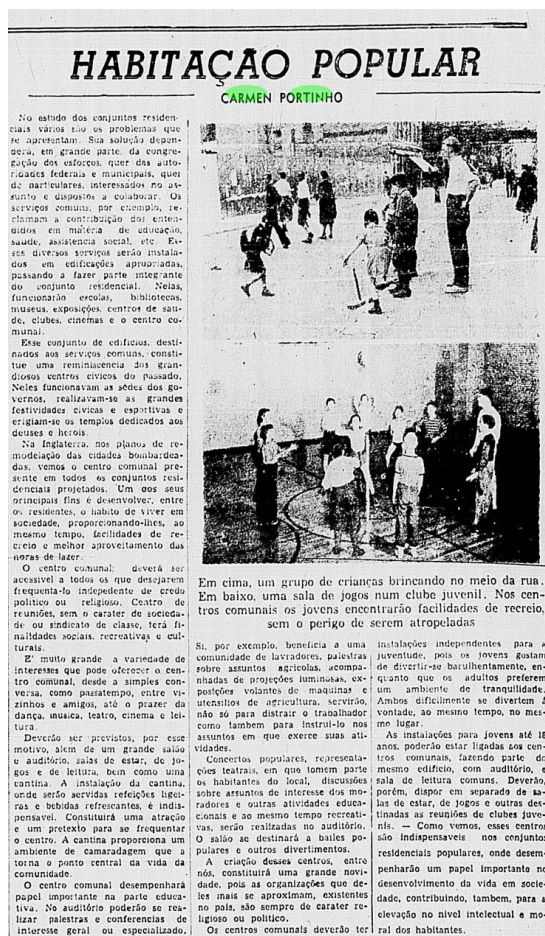 HABITAÇÃO POPULAR
CARMEN PORTINHO
No estudo dos conjuntos residen-
ciais vários são os problemas que
se apresentam. Sua solução depen-
derá, em grande parte, da congre-
gação dos esforços, quer das auto-
ridades federais e municipais, quer
de particulares, interessados no as-
sunto e dispostos a colaborar. Os
serviços comuns, por exemplo, re-
clamam a contribuição dos enten-
didos em matéria de educação,
saude, assistencia social, etc. Es-
ses diversos serviços serão instala-
dos em edificações apropriadas,
passando a fazer parte integrante
do conjunto residencial. Nelas,
funcionarão escolas, bibliotecas,
museus, exposições, centros de sau-
de, clubes, cinemas e o centro co-
munal.
Esse conjunto de edificios, desti-
nados aos serviços comuns, consti-
tue uma reminiscencia dos gran-
diosos centros civicos do passado.
Neles funcionavam as sédes dos go-
vernos, realizavam-se as grandes
festividades civicas e esportivas e
erigiam-se os templos dedicados aos
deuses e herois.
Na Inglaterra, nos planos de re-
modelação das cidades bombardea-
das, vemos o centro comunal pre-
sente em todos os conjuntos resi-
denciais projetados. Um dos seus
principais fins é desenvolver, entre
os residentes, o habito de viver em
sociedade, proporcionando-lhes, ao
mesmo tempo, facilidades de re-
creio e melhor aproveitamento das
horas de lazer.
O centro comunal; deverá ser
acessivel a todos os que desejarem
frequenta-lo indepedente de credo
politico ou religioso. Centro de
reuniões, sem o carater de socieda-
de ou sindicato de classe, terá fi-
nalidades sociais, recreativas e cul-
turais.
E' muito grande a variedade de
interesses que pode oferecer o cen-
tro comunal, desde a simples con-
versa, como passatempo, entre vi-
zinhos e amigos, até o prazer da
dança, musica, teatro, cinema e lei-
tura.
Deverão ser previstos, por esse
motivo, alem de um grande salão
e auditório, salas de estar, de jo-
gos e de leitura, bem como uma
cantina. A instalação da cantina,
onde serão servidas refeições ligei-
ras e bebidas refrescantes, é indis-
pensavel. Constituirá uma atração
e um pretexto para se frequentar
o centro. A cantina proporciona um
ambiente de camaradagem que a
torna o ponto central da vida da
comunidade.
O centro comunal desempenhará
papel importante na parte educa-
tiva. No auditório poderão se rea-
lizar palestras e conferencias de
interesse geral ou especializado,
Em cima, um grupo de crianças brincando no meio da rua.
Em baixo, uma sala de jogos num clube juvenil. Nos cen-
tros comunais os jovens encontrarão facilidades de recreio,
sem o perigo de serem atropeladas
Si, por exemplo, beneficia a uma
comunidade de lavradores, palestras
sobre assuntos agricolas, acompa-
nhadas de projeções luminosas, ex-
posições volantes de maquinas e
utensilios de agricultura, servirão,
não só para distrair o trabalhador
como tambem para instrui-lo nos
assuntos em que exerce suas ati-
vidades.
Concertos populares, representa-
ções teatrais, em que tomem parte
os habitantes do local, discussões
sobre assuntos de interesse dos mo-
radores e outras atividades educa-
cionais e ao mesmo tempo recreati-
vas, serão realizadas no auditório.
O salão se destinará a bailes po-
pulares e outros divertimentos.
A criação desses centros, entre
nós, constituirá uma grande novi-
dade, pois as organizações que de-
les mais se aproximam, existentes
no país, são sempre de carater re-
ligioso ou politico.
Os centros comunais deverão ter
instalações independentes para a
juventude, pois os jovens gostam
de divertir-se barulhentamente, en-
quanto que os adultos preferem
um ambiente de tranquilidade.
Ambos dificilmente se divertem á
vontade, ao mesmo tempo, no mes-
mo lugar.
As instalações para jovens até 18
anos, poderão estar ligadas aos cen-
tros comunais, fazendo parte do
mesmo edificio, com auditório, e
sala de leitura comuns. Deverão,
porém, dispor em separado de sa-
las de estar, de jogos e outras des-
tinadas as reuniões de clubes juve-
nis. — Como vemos, esses centros
são indispensaveis nos conjuntos
residenciais populares, onde desem-
penharão um papel importante no
desenvolvimento da vida em socie-
dade, contribuindo, tambem, para a
elevação no nivel intelectual e mo-
ral dos habitantes.